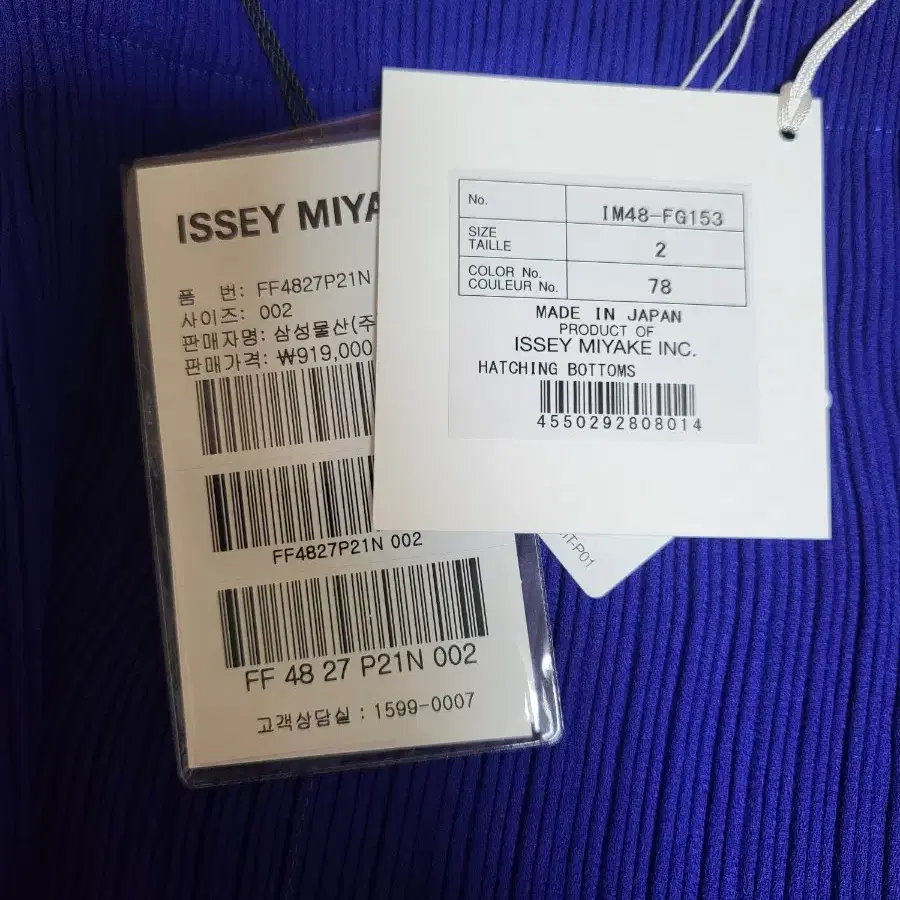 ISSEY MIYA
품 번: FF4827P21N
사이즈: 002
판매자명: 삼성물산(주
판매가격: ₩919,000
FF4827P21N 002
FF 48 27 P21N 002
고객상담실 : 1599-0007
No. IM48-FG153
SIZE
TAILLE 2
COLOR No.
COULEUR No. 78
MADE IN JAPAN
PRODUCT OF
ISSEY MIYAKE INC.
HATCHING BOTTOMS
4550292808014